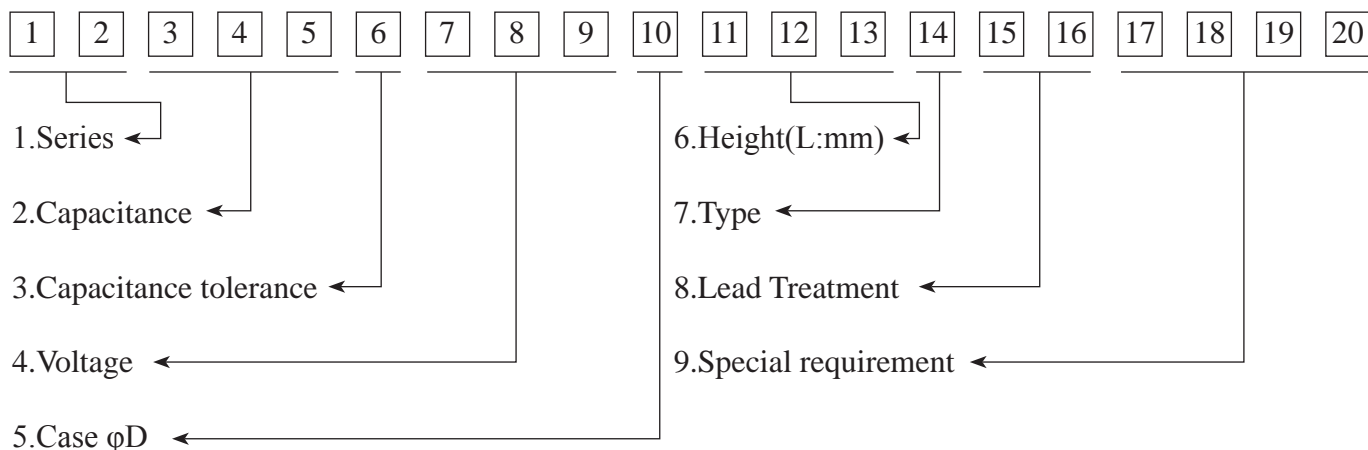 1 2 3 4 5 6 7 8 9 10 11 12 13 14 15 16 17 18 19 20
1.Series
6.Height(L:mm)
2.Capacitance
7.Type
3.Capacitance tolerance
8.Lead Treatment
4.Voltage
9.Special requirement
5.Case φD